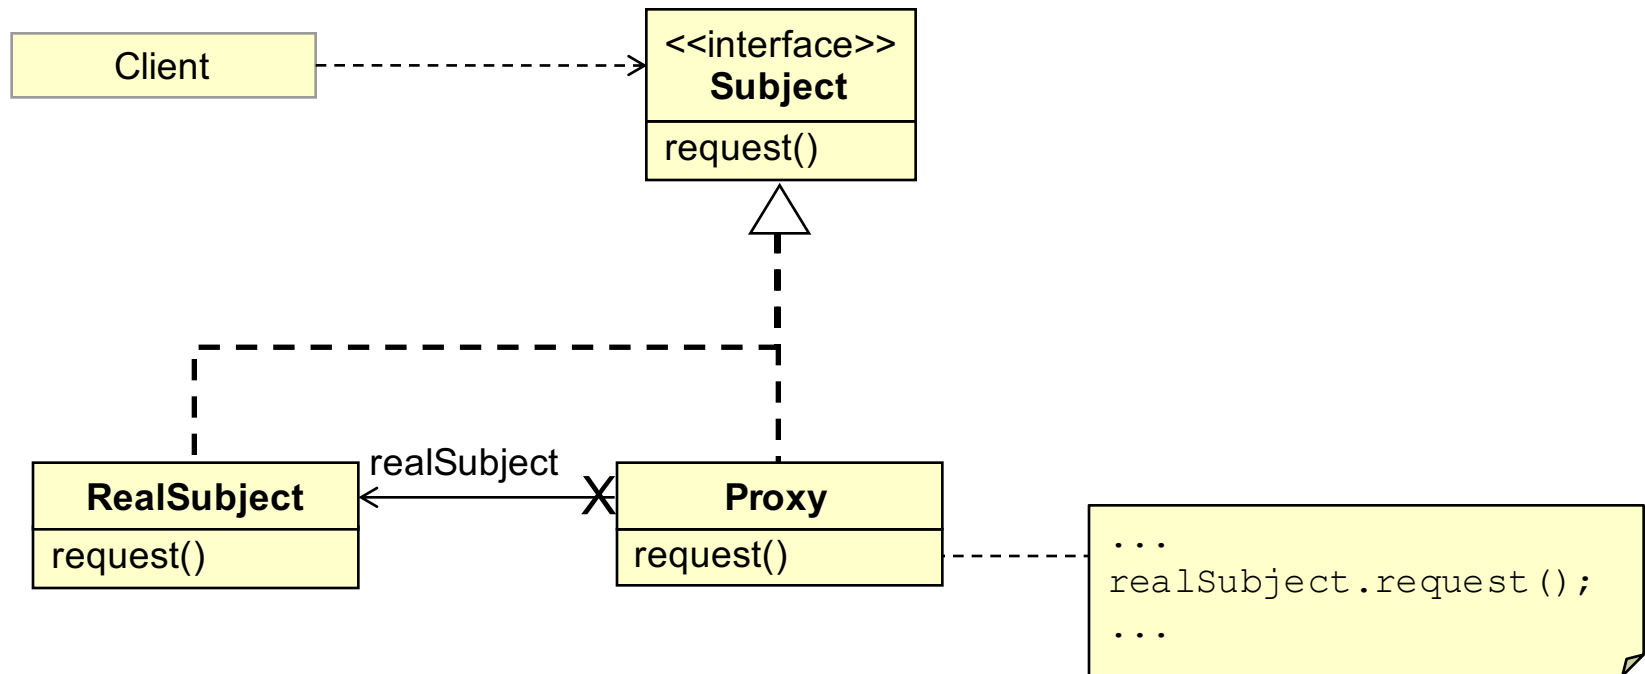 Client
<<interface>>
Subject
request()
realSubject
RealSubject
request()
X
Proxy
request()
...
realSubject.request();
...